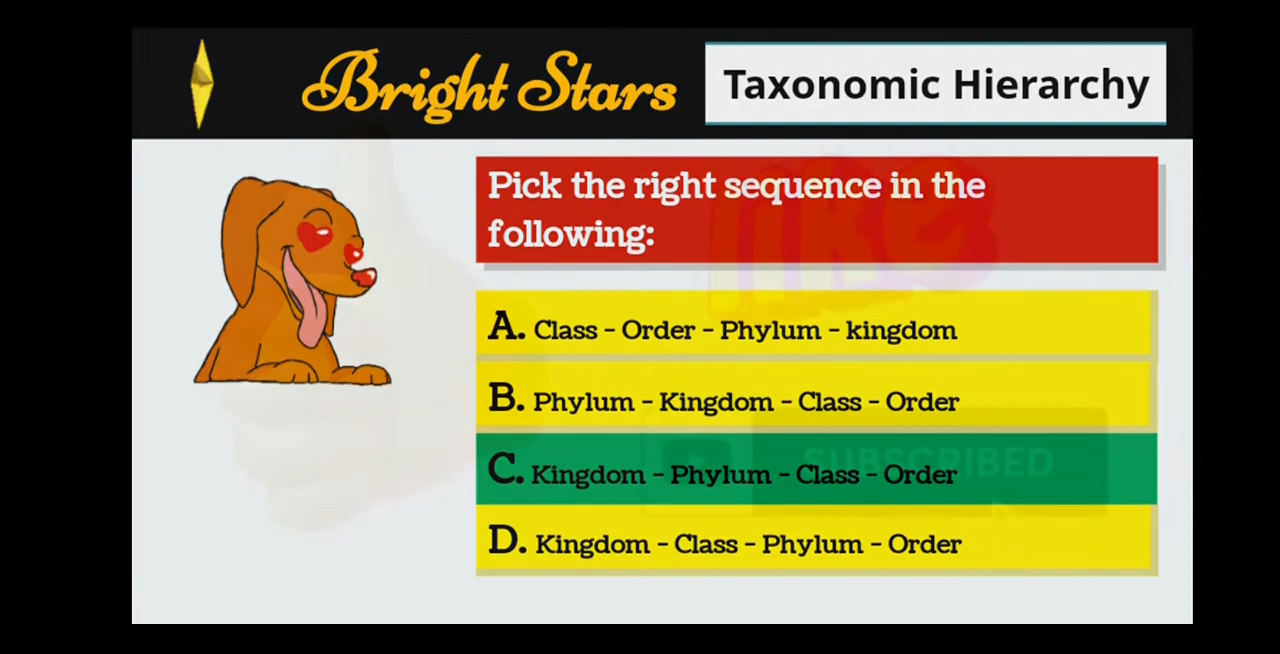 Bright Stars
Taxonomic Hierarchy
Pick the right sequence in the
following:
A. Class - Order - Phylum - kingdom
B. Phylum - Kingdom - Class - Order
C. Kingdom - Phylum - Class - Order
D. Kingdom - Class - Phylum - Order
SUBSCRIBED